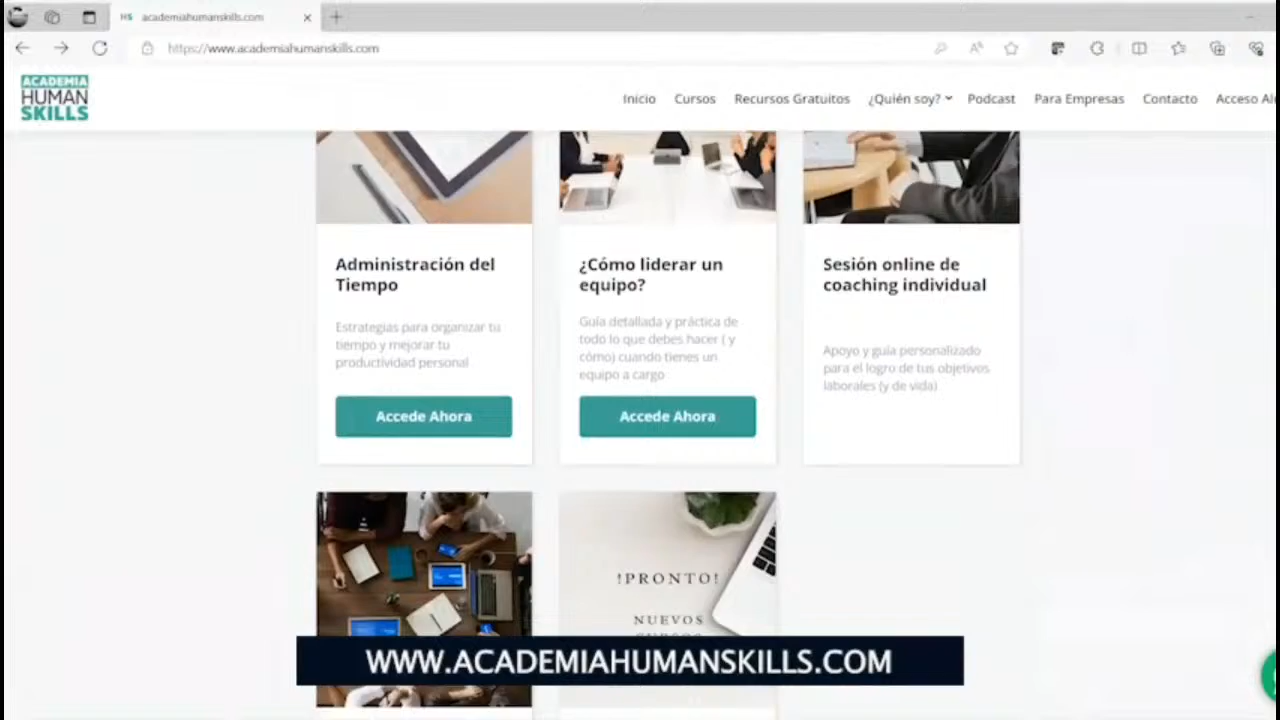 HS academiahumanskills.com
https://www.academiahumanskills.com
ACADEMIA
HUMAN
SKILLS
Inicio Cursos Recursos Gratuitos ¿Quién soy? Podcast Para Empresas Contacto Acceso
Administración del
Tiempo
Estrategias para organizar tu
tiempo y mejorar tu
productividad personal
Accede Ahora
¿Cómo liderar un
equipo?
Guía detallada y práctica de
todo lo que debes hacer ( y
cómo) cuando tienes un
equipo a cargo
Accede Ahora
Sesión online de
coaching individual
Apoyo y guía personalizado
para el logro de tus objetivos
laborales (y de vida)
!PRONTO!
NUEVOS
WWW.ACADEMIAHUMANSKILLS.COM